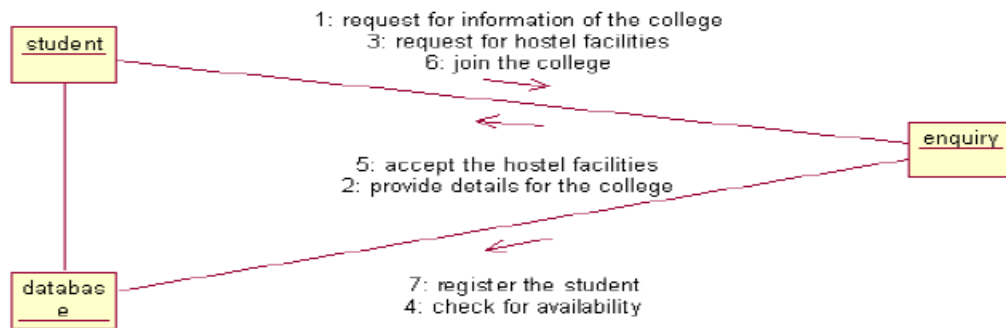 1: request for information of the college
3: request for hostel facilities
6: join the college
student
enquiry
5: accept the hostel facilities
2: provide details for the college
7: register the student
4: check for availability
databas
e